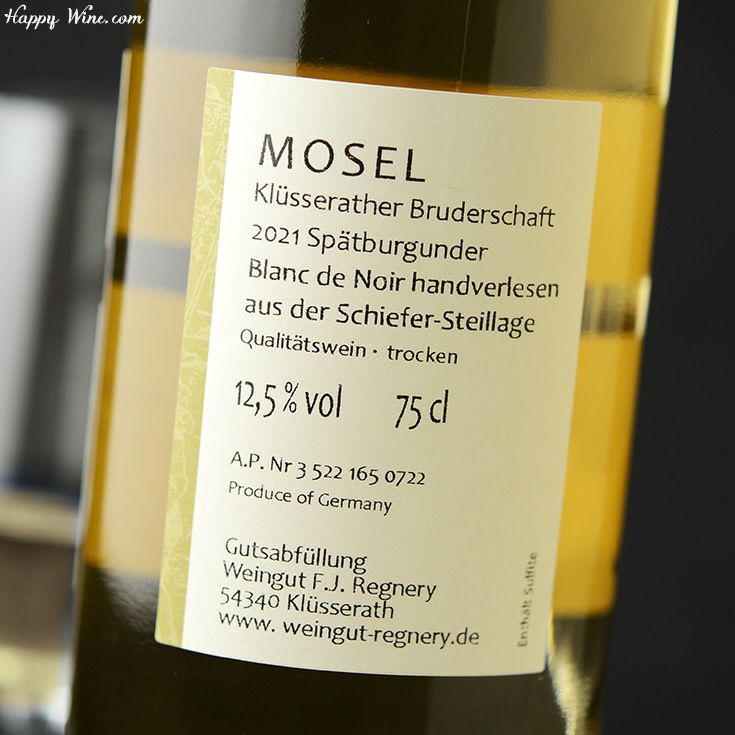 Happy Wine.com
MOSEL
Klüsserather Bruderschaft
2021 Spätburgunder
Blanc de Noir handverlesen
aus der Schiefer-Steillage
Qualitätswein · trocken
12,5 % vol 75 cl
A.P. Nr 3 522 165 0722
Produce of Germany
Gutsabfüllung
Weingut F.J. Regnery
54340 Klüsserath
www. weingut-regnery.de
Enthält Sulfite